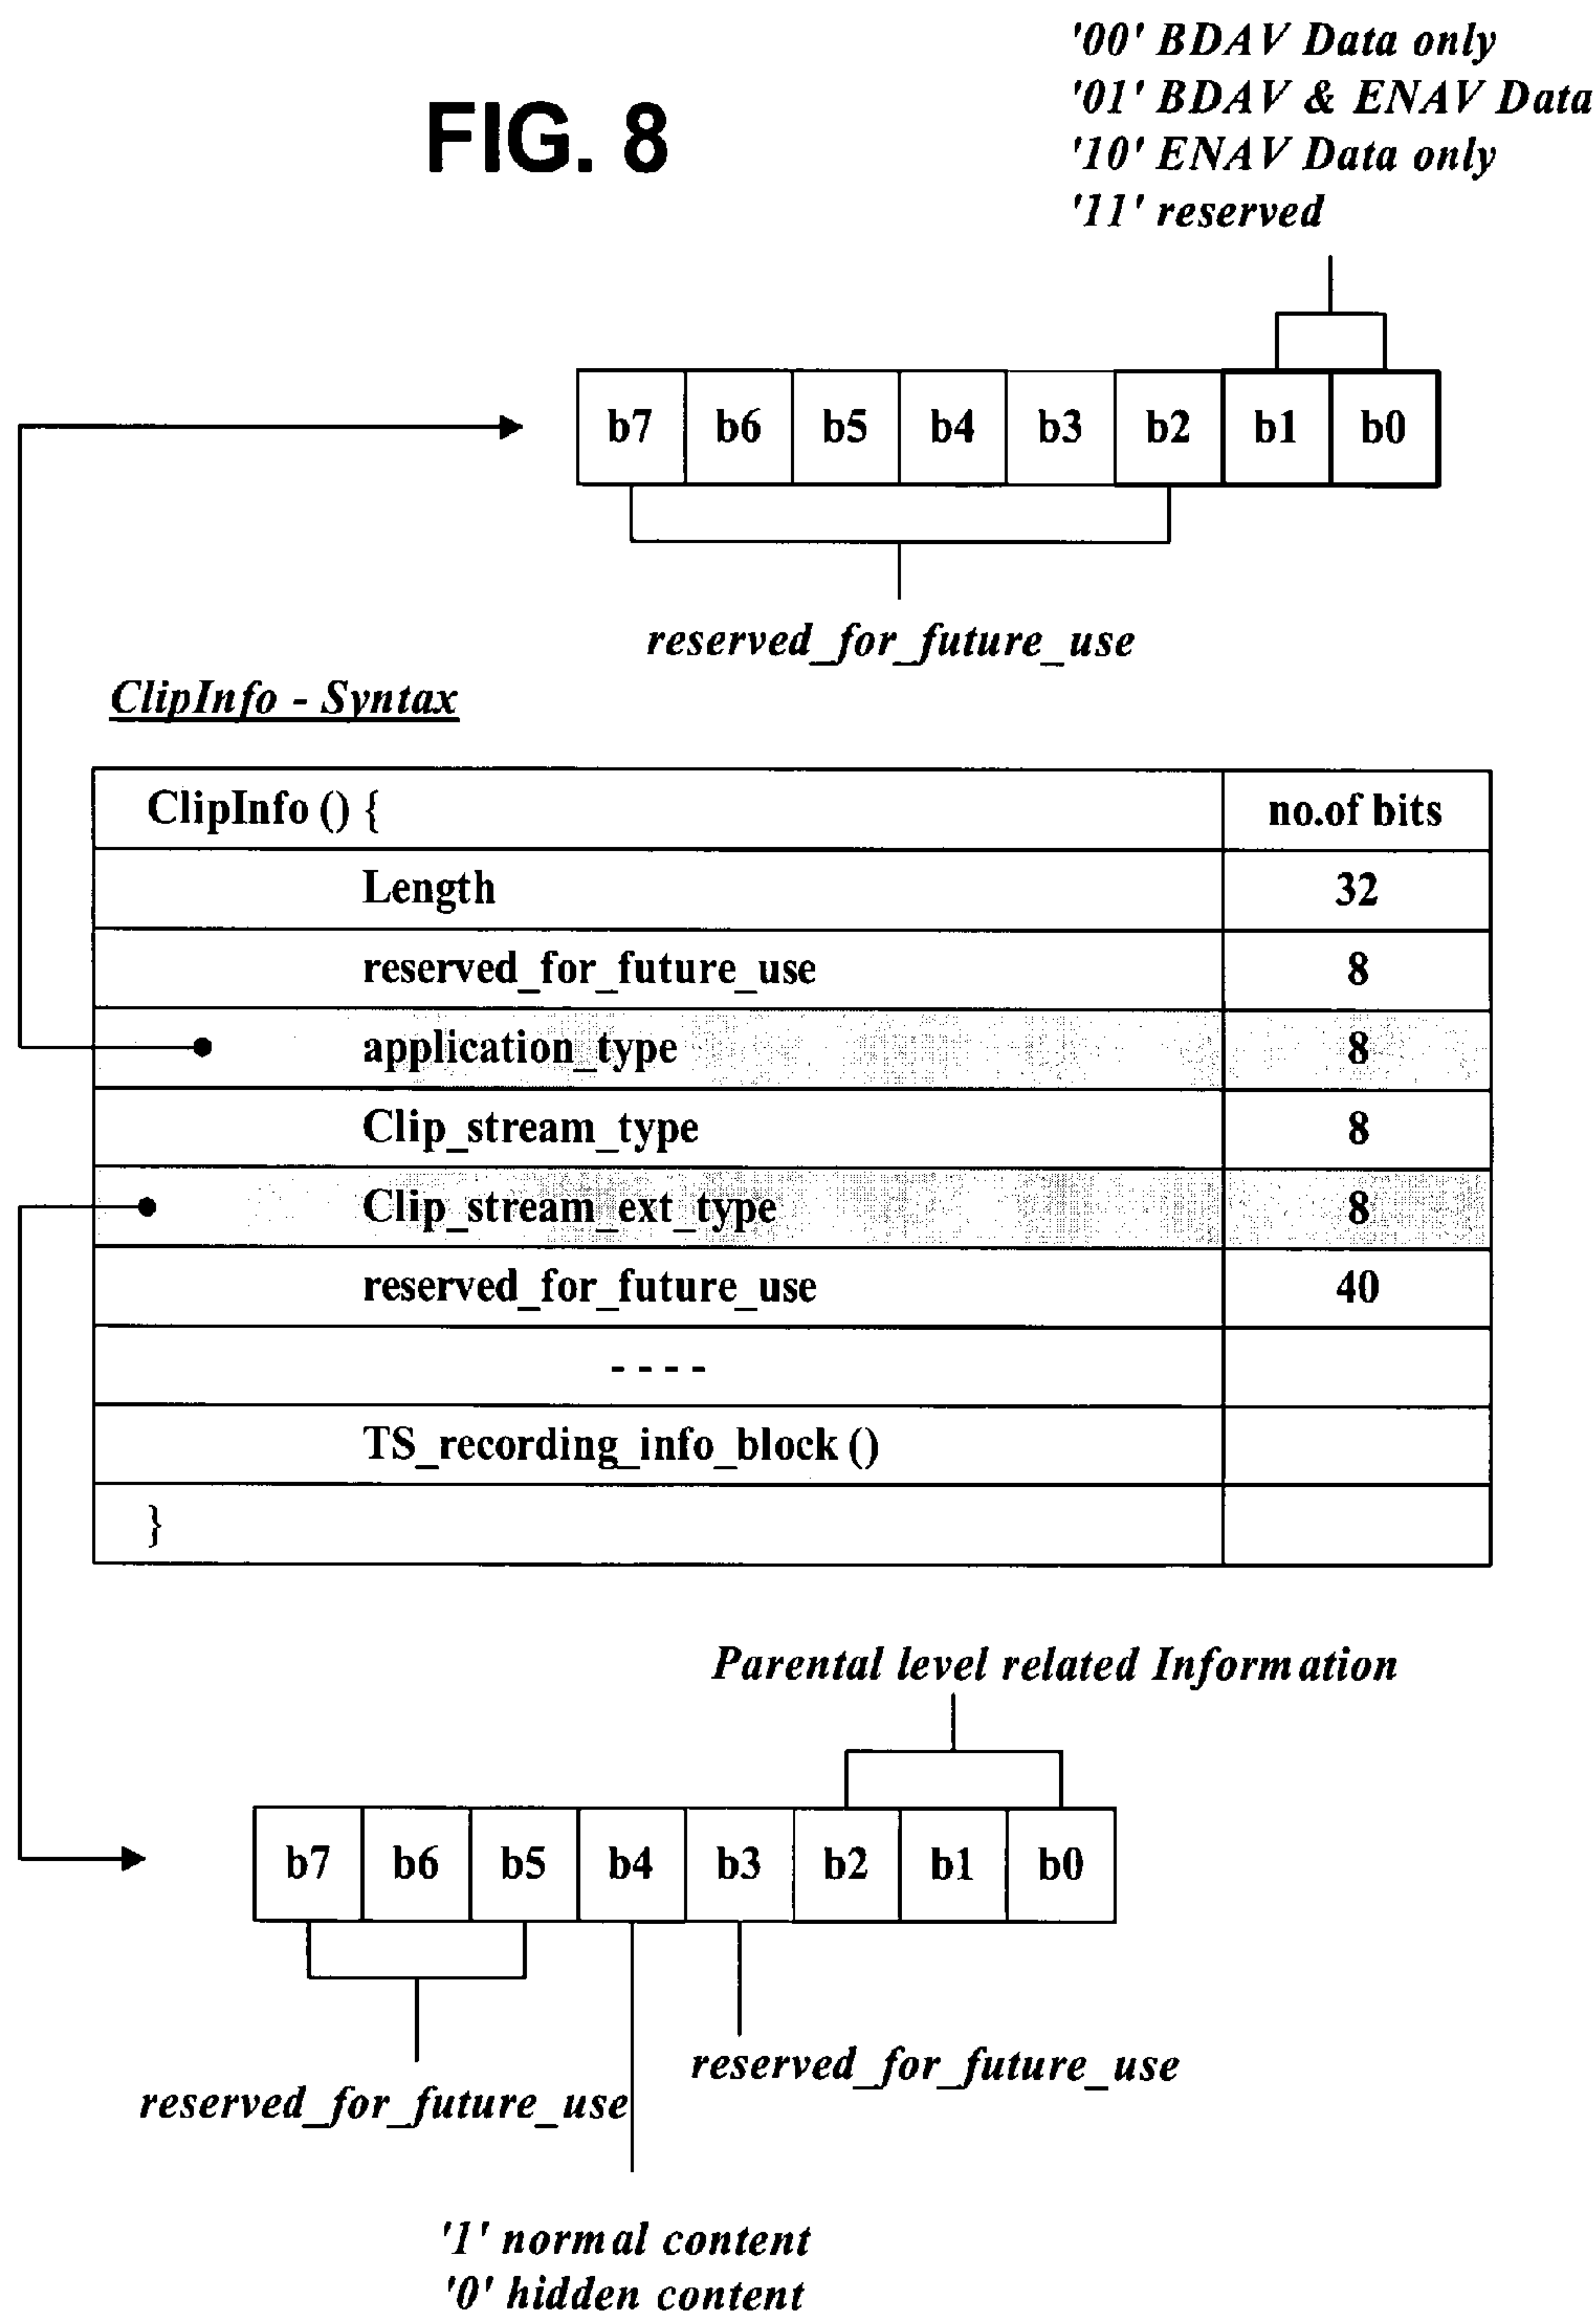 '00' BDAV Data only
'01' BDAV & ENAV Data
'10' ENAV Data only
'11' reserved
FIG. 8
b7 b6 b5 b4 b3 b2 b1 b0
reserved_for_future_use
ClipInfo - Syntax
ClipInfo () { no.of bits
Length 32
reserved_for_future_use 8
application_type 8
Clip_stream_type 8
Clip_stream_ext_type 8
reserved_for_future_use 40
- - - -
TS_recording_info_block ()
}
Parental level related Information
b7 b6 b5 b4 b3 b2 b1 b0
reserved_for_future_use
reserved_for_future_use
'1' normal content
'0' hidden content